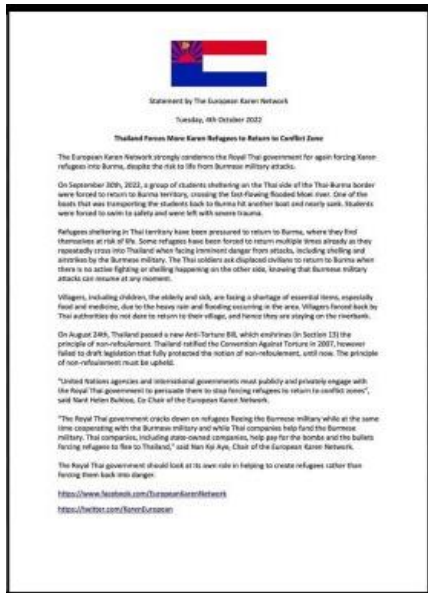 Statement by The European Karen Network
Tuesday, 4th October 2022
Thailand Forces More Karen Refugees to Return to Conflict Zone
The European Karen Network strongly condemns the Royal Thai government for again forcing Karen
refugees into Burma, despite the risk to life from Burmese military attacks.
On September 20th, 2022, a group of students sheltering on the Thai side of the Thai-Burma border
were forced to return to Burma territory, crossing the fast-flowing flooded Moei river. One of the
boats that was transporting the students back to Burma hit another boat and nearly sank. Students
were forced to swim to safety and were left with severe trauma.
Refugees sheltering in Thai territory have been pressured to return to Burma, where they find
themselves at risk of life. Some refugees have been forced to return multiple times already as they
repeatedly cross into Thailand when facing imminent danger from attacks, including shelling and
airstrikes by the Burmese military. The Thai soldiers ask displaced civilians to return to Burma when
there is no active fighting or shelling happening on the other side, knowing that Burmese military
attacks can resume at any moment.
Villagers, including children, the elderly and sick, are facing a shortage of essential items, especially
food and medicine, due to the heavy rain and flooding occurring in the area. Villagers forced back by
Thai authorities do not dare to return to their village, and hence they are staying on the riverbank.
On August 24th, Thailand passed a new Anti-Torture Bill, which enshrines (in Section 13) the
principle of non-refoulement. Thailand ratified the Convention Against Torture in 2007, however
failed to draft legislation that fully protected the notion of non-refoulement, until now. The principle
of non-refoulement must be upheld.
"United Nations agencies and international governments must publicly and privately engage with
the Royal Thai government to persuade them to stop forcing refugees to return to conflict zones",
said Nant Helen Co-Chair of the European Karen Network.
"The Royal Thai government cracks down on refugees fleeing the Burmese military while at the same
time cooperating with the Burmese military and while Thai companies help fund the Burmese
military. Thai companies, including state-owned companies, help pay for the bombs and the bullets
forcing refugees to flee to Thailand," said Nan Kyi Aye, Chair of the European Karen Network.
The Royal Thai government should look at its own role in helping to create refugees rather than
forcing them back into danger.
https://www.facebook.com/EuropeanKarenNetwork
https://twitter.com/KarenEuropean